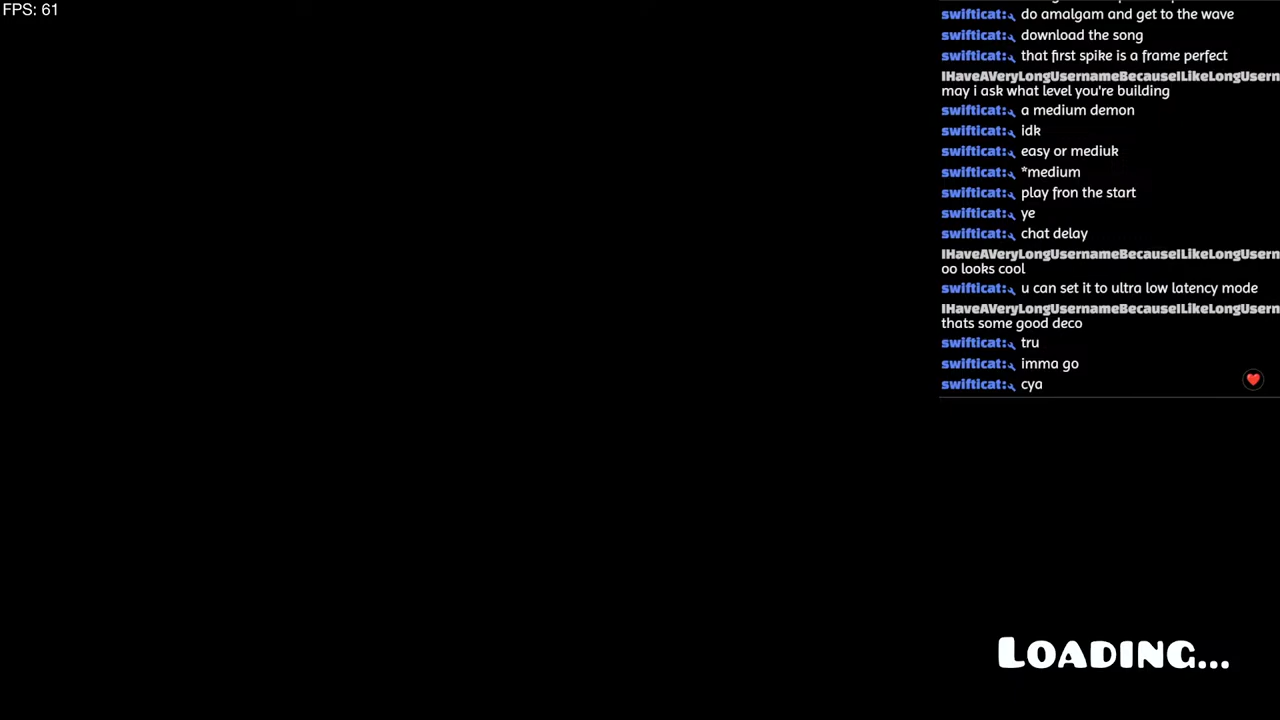 FPS: 61
swifticat: do amalgam and get to the wave
swifticat: download the song
swifticat: that first spike is a frame perfect
IHaveAVeryLongUsernameBecauseILikeLongUsern
may i ask what level you're building
swifticat: a medium demon
swifticat: idk
swifticat: easy or mediuk
swifticat: *medium
swifticat: play fron the start
swifticat: ye
swifticat: chat delay
IHaveAVeryLongUsernameBecauseILikeLongUsern
oo looks cool
swifticat: u can set it to ultra low latency mode
IHaveAVeryLongUsernameBecauseILikeLongUsern
thats some good deco
swifticat: tru
swifticat: imma go
swifticat: cya
LOADING...